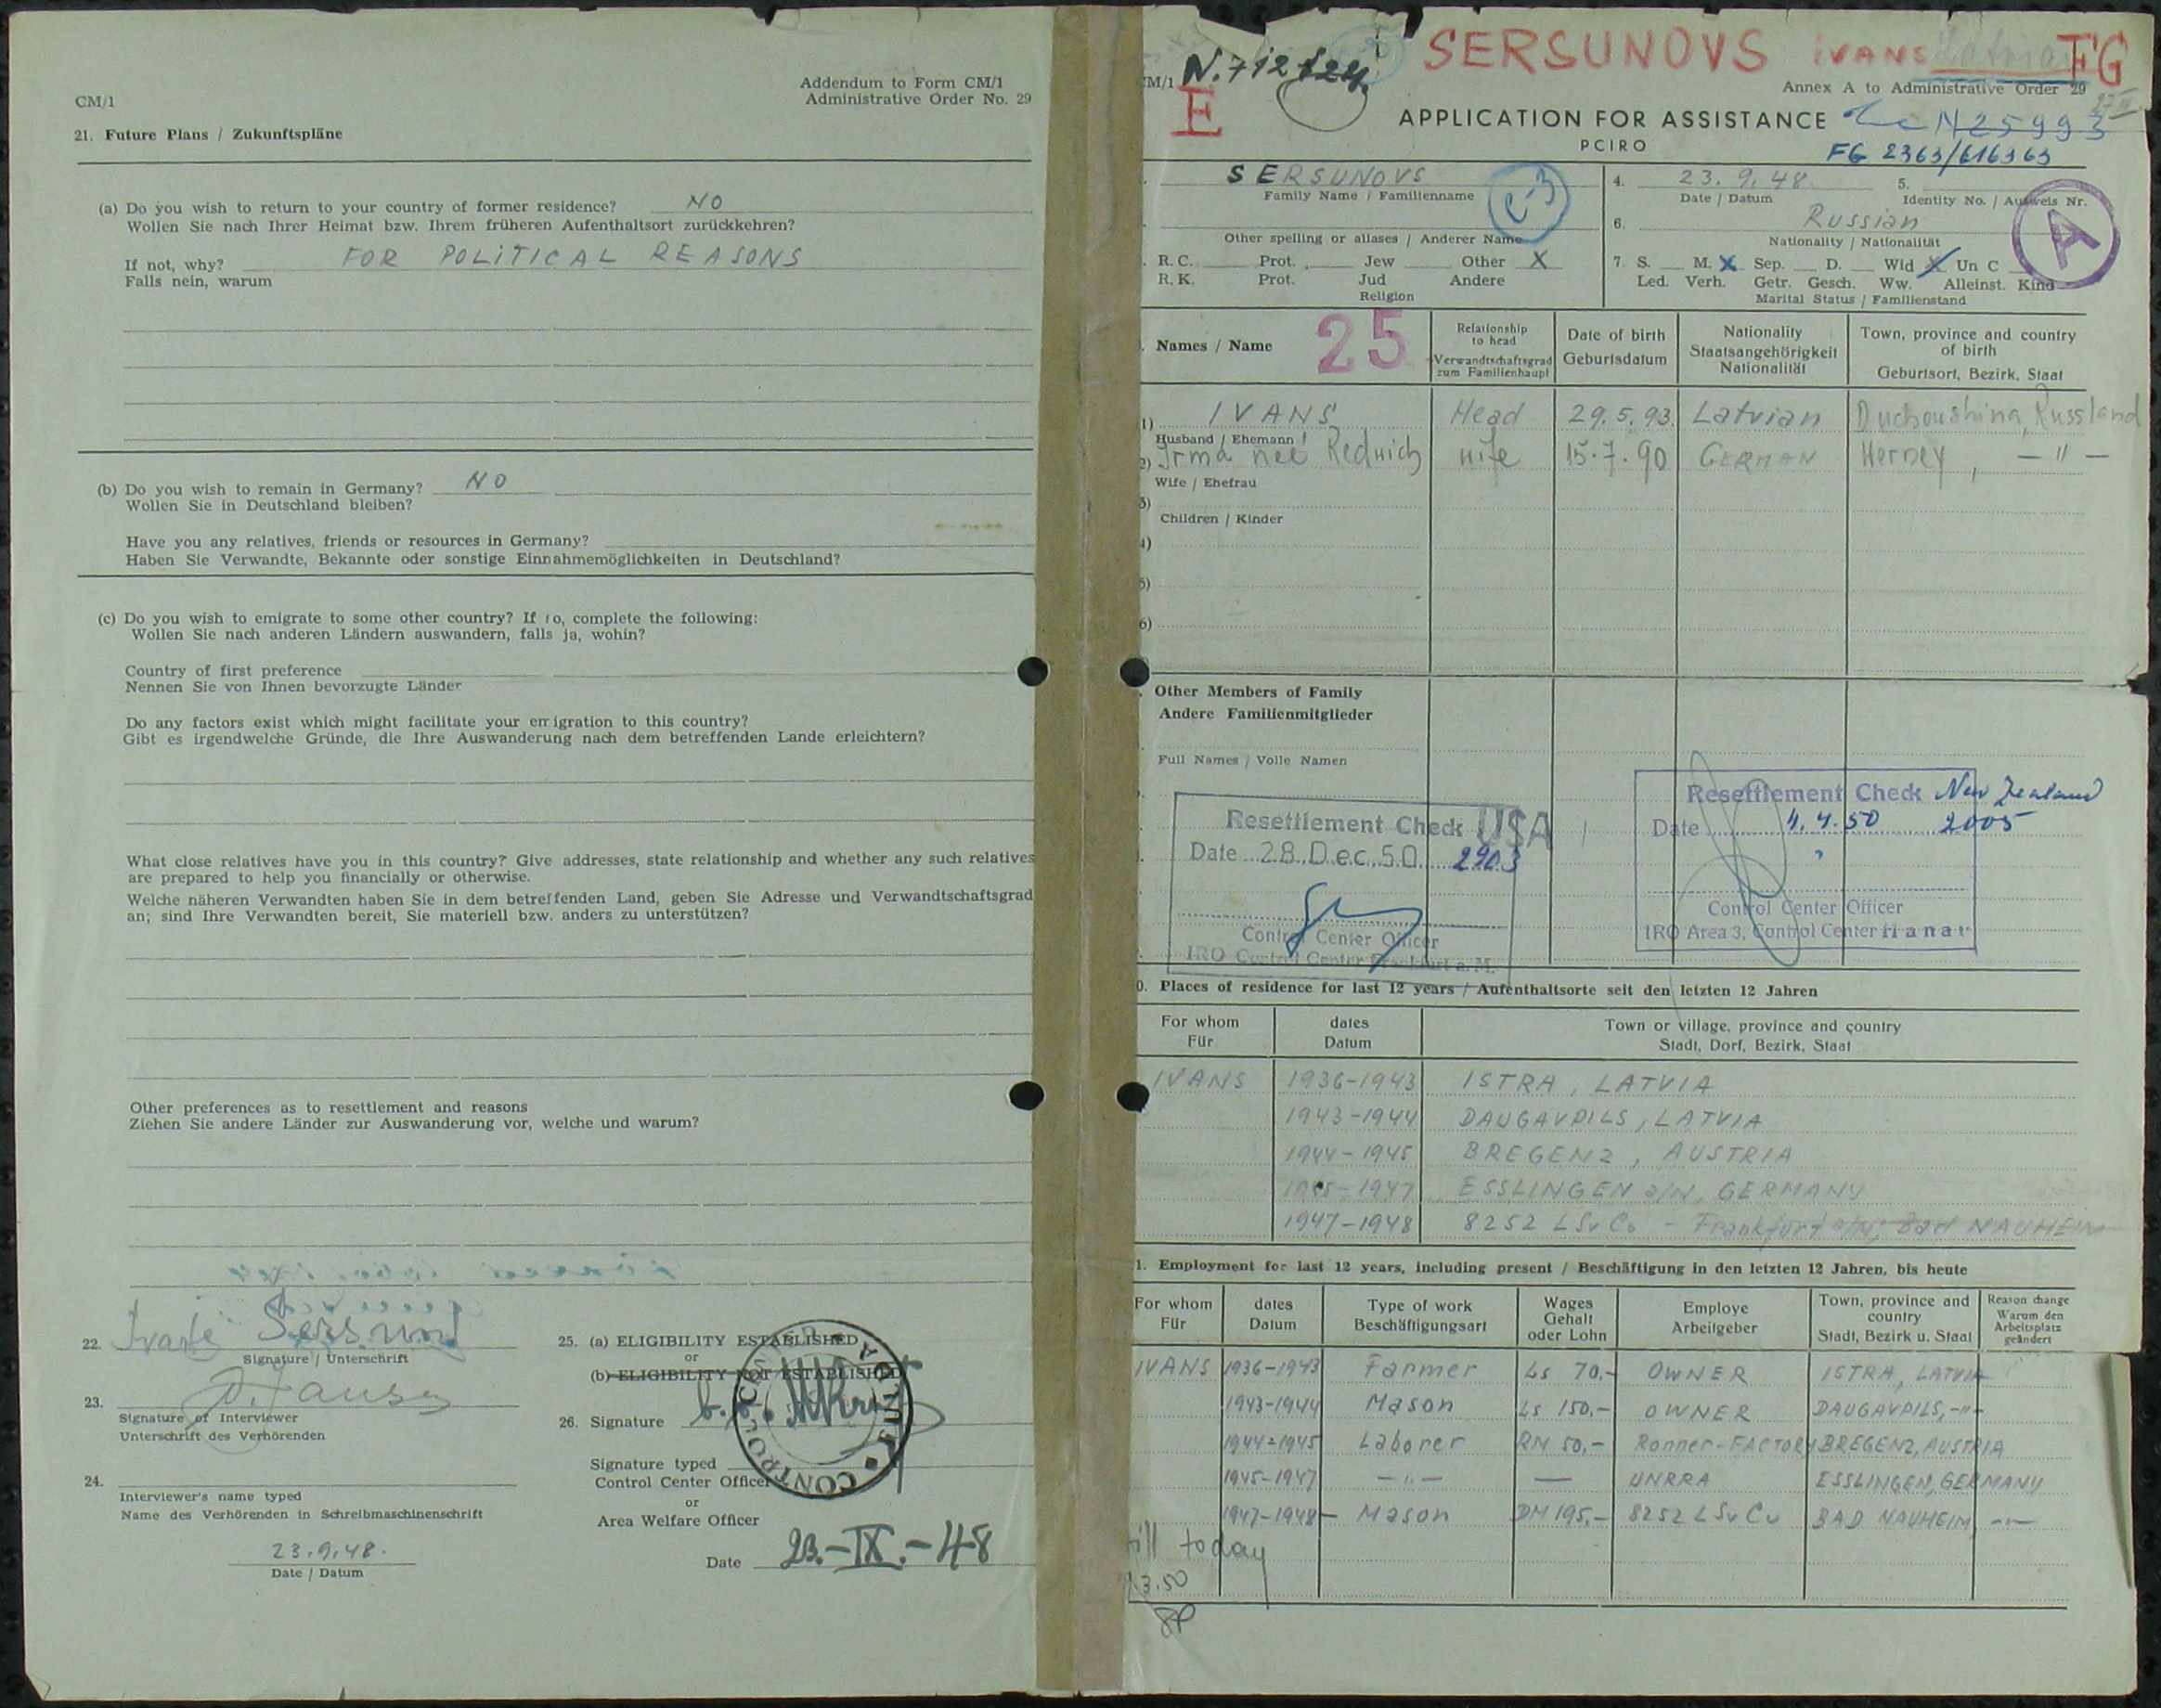 CM/1
Addendum to Form CM/1
Administrative Order No. 29
21. Future Plans / Zukunftspläne
(a) Do you wish to return to your country of former residence? NO
Wollen Sie nach Ihrer Heimat bzw. Ihrem früheren Aufenthaltsort zurückkehren?
If not, why? FOR POLITICAL REASONS
Falls nein, warum
(b) Do you wish to remain in Germany? NO
Wollen Sie in Deutschland bleiben?
Have you any relatives, friends or resources in Germany?
Haben Sie Verwandte, Bekannte oder sonstige Einnahmemöglichkeiten in Deutschland?
(c) Do you wish to emigrate to some other country? If so, complete the following:
Wollen Sie nach anderen Ländern auswandern, falls ja, wohin?
Country of first preference
Nennen Sie von Ihnen bevorzugte Länder
Do any factors exist which might facilitate your emigration to this country?
Gibt es irgendwelche Gründe, die Ihre Auswanderung nach dem betreffenden Lande erleichtern?
What close relatives have you in this country? Give addresses, state relationship and whether any such relatives
are prepared to help you financially or otherwise.
Welche näheren Verwandten haben Sie in dem betreffenden Land, geben Sie Adresse und Verwandtschaftsgrad
an; sind Ihre Verwandten bereit, Sie materiell bzw. anders zu unterstützen?
Other preferences as to resettlement and reasons
Ziehen Sie andere Länder zur Auswanderung vor, welche und warum?
22.
Signature / Unterschrift
23.
Signature of Interviewer
Unterschrift des Verhörenden
24.
Interviewer's name typed
Name des Verhörenden in Schreibmaschinenschrift
23.9.48.
Date / Datum
25. (a) ELIGIBILITY ESTABLISHED
or
(b) ELIGIBILITY NOT ESTABLISHED
26. Signature
Signature typed
Control Center Officer
or
Area Welfare Officer
Date 23.-IX.-48
CM/1 SERSUNOVS IVANS FG
E
Annex A to Administrative Order 29
APPLICATION FOR ASSISTANCE N25993
PCIRO
FG 2363/616363
SERSUNOVS
Family Name / Familienname
C-3
4. 23.9.48.
Date / Datum
5.
Identity No. / Ausweis Nr.
A
Other spelling or aliases / Anderer Name
6. Russian
Nationality / Nationalität
R. C. Prot. Jew Other X
R. K. Prot. Jud Andere
Religion
7. S. M. X Sep. D. Wid X Un C
Led. Verh. Getr. Gesch. Ww. Alleinst. Kind
Marital Status / Familienstand
Names / Name 25
Relationship to head
Verwandtschaftsgrad zum Familienhaupt
Date of birth
Geburtsdatum
Nationality
Staatsangehörigkeit
Nationalität
Town, province and country of birth
Geburtsort, Bezirk, Staat
1) IVANS Head 29.5.93. Latvian Duchoushina, Russland
Husband / Ehemann
2) Irma nee Rednich wife 15.7.90 GERMAN Herney, -"-
Wife / Ehefrau
3)
Children / Kinder
4)
5)
6)
Other Members of Family
Andere Familienmitglieder
Full Names / Volle Namen
Resettlement Check USA
Date 28. Dec. 50 2903
Control Center Officer
IRO Control Center Frankfurt a. M.
Resettlement Check New Zealand
Date 4.4.50 2005
Control Center Officer
IRO Area 3, Control Center Hanau
0. Places of residence for last 12 years / Aufenthaltsorte seit den letzten 12 Jahren
For whom
Für
dates
Datum
Town or village, province and country
Stadt, Dorf, Bezirk, Staat
IVANS 1936-1943 ISTRA, LATVIA
1943-1944 DAUGAVPILS, LATVIA
1944-1945 BREGENZ, AUSTRIA
1945-1947 ESSLINGEN a/N, GERMANY
1947-1948 8252 LSv Co - Frankfurt a/M, Bad NAUHEIM
1. Employment for last 12 years, including present / Beschäftigung in den letzten 12 Jahren, bis heute
For whom
Für
dates
Datum
Type of work
Beschäftigungsart
Wages
Gehalt
oder Lohn
Employe
Arbeitgeber
Town, province and country
Stadt, Bezirk u. Staat
Reason change
Warum den Arbeitsplatz geändert
IVANS 1936-1943 Farmer Ls 70,- OWNER ISTRA, LATVIA
1943-1944 Mason Ls 150,- OWNER DAUGAVPILS,-"-
1944-1945 Laborer RM 50,- Ronner-FACTORY BREGENZ, AUSTRIA
1945-1947 -"- — UNRRA ESSLINGEN, GERMANY
1947-1948- Mason DM 195,- 8252 LSv Co BAD NAUHEIM -"-
till today
3.50